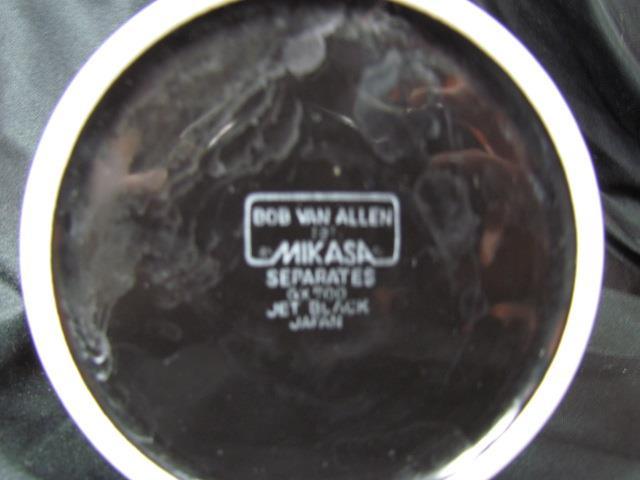 BOB VAN ALLEN
MIKASA
SEPARATES
JET BLACK
JAPAN